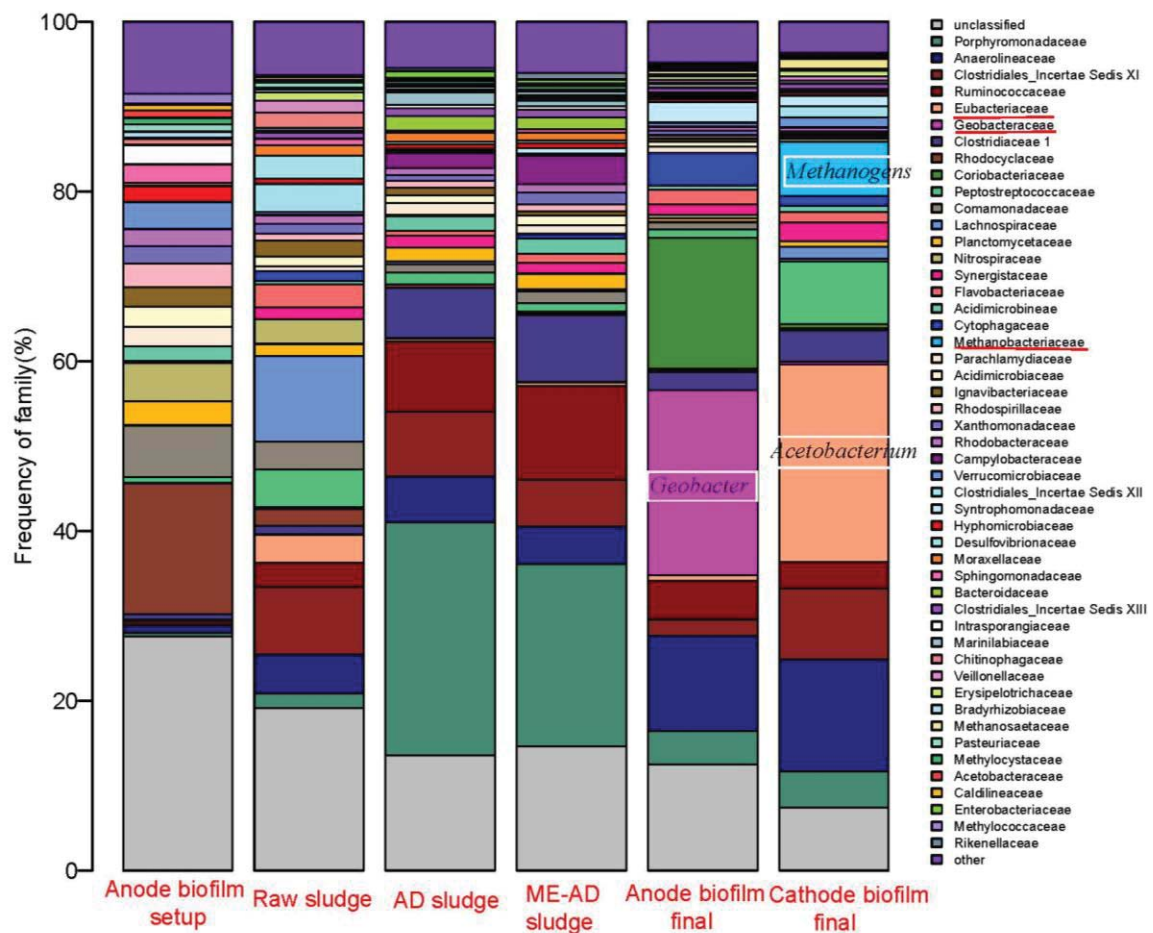 100
80
60
40
20
0
Frequency of family(%)
Methanogens
Acetobacterium
Geobacter
Anode biofilm
setup
Raw sludge
AD sludge
ME-AD
sludge
Anode biofilm
final
Cathode biofilm
final
unclassified
Porphyromonadaceae
Anaerolineaceae
Clostridiales_Incertae Sedis XI
Ruminococcaceae
Eubacteriaceae
Geobacteraceae
Clostridiaceae 1
Rhodocyclaceae
Coriobacteriaceae
Peptostreptococcaceae
Comamonadaceae
Lachnospiraceae
Planctomycetaceae
Nitrospiraceae
Synergistaceae
Flavobacteriaceae
Acidimicrobineae
Cytophagaceae
Methanobacteriaceae
Parachlamydiaceae
Acidimicrobiaceae
Ignavibacteriaceae
Rhodospirillaceae
Xanthomonadaceae
Rhodobacteraceae
Campylobacteraceae
Verrucomicrobiaceae
Clostridiales_Incertae Sedis XII
Syntrophomonadaceae
Hyphomicrobiaceae
Desulfovibrionaceae
Moraxellaceae
Sphingomonadaceae
Bacteroidaceae
Clostridiales_Incertae Sedis XIII
Intrasporangiaceae
Marinilabiaceae
Chitinophagaceae
Veillonellaceae
Erysipelotrichaceae
Bradyrhizobiaceae
Methanosaetaceae
Pasteuriaceae
Methylocystaceae
Acetobacteraceae
Caldilineaceae
Enterobacteriaceae
Methylococcaceae
Rikenellaceae
other